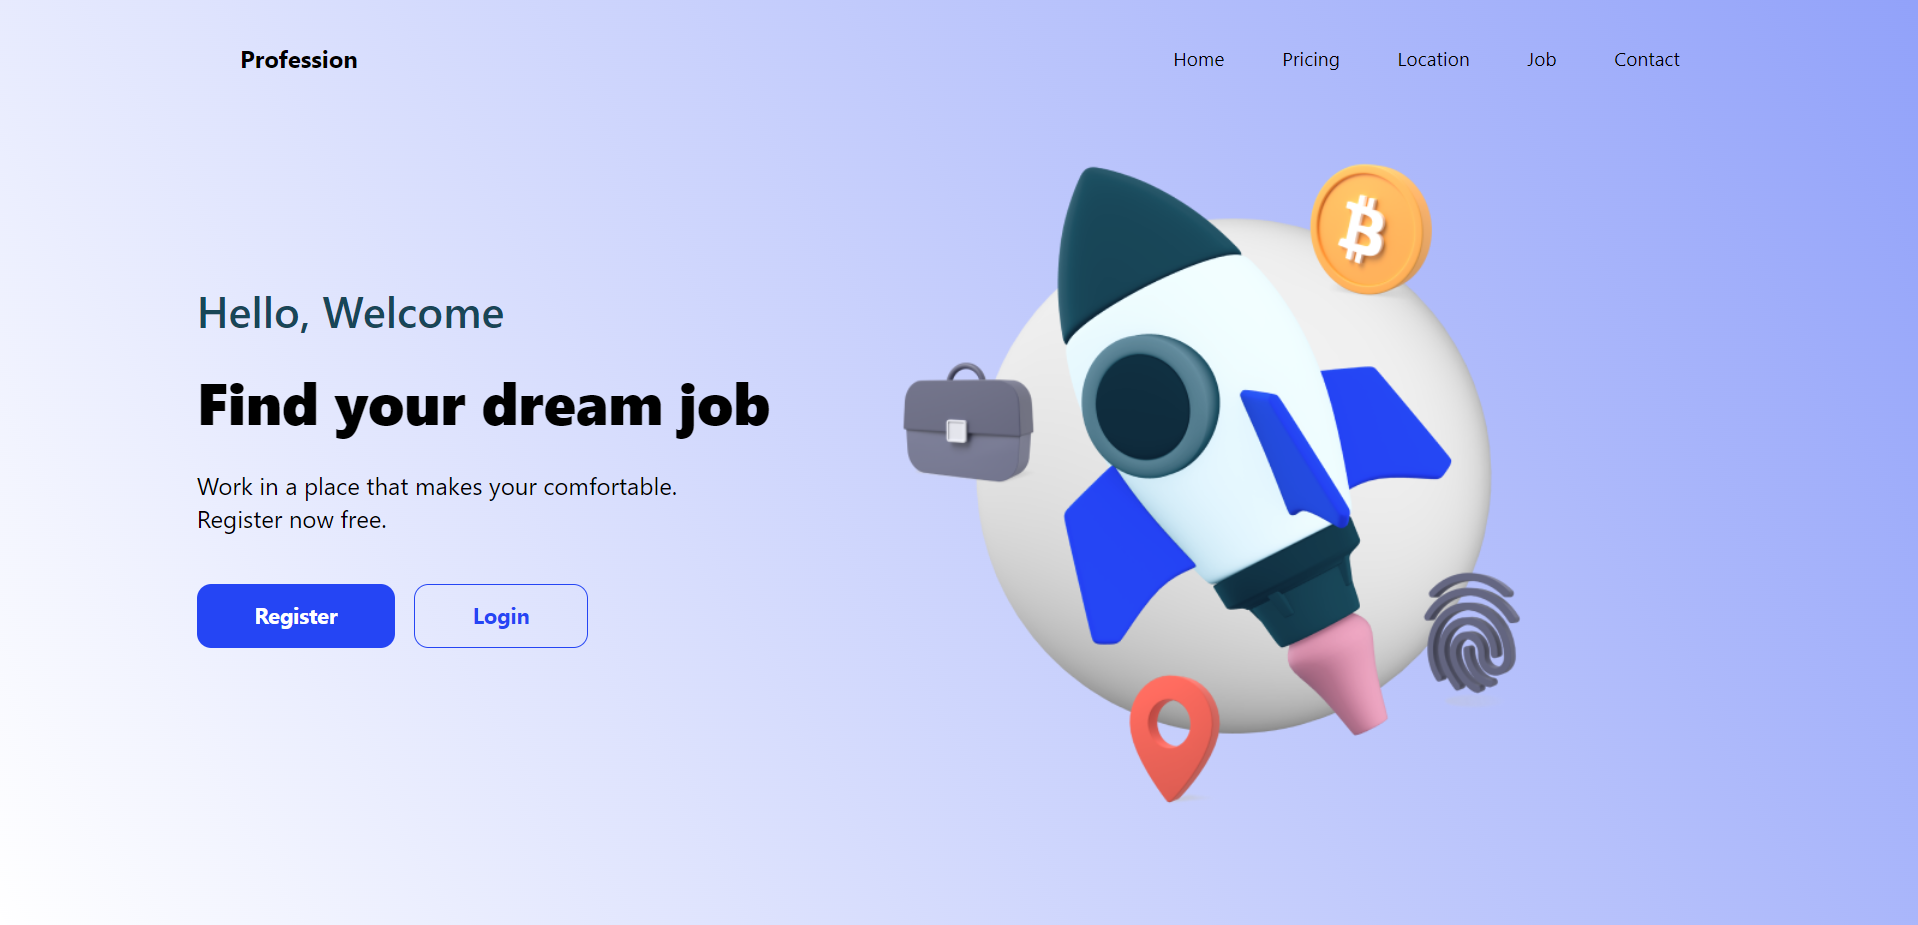 Profession
Home
Pricing
Location
Job
Contact
Hello, Welcome
Find your dream job
Work in a place that makes your comfortable.
Register now free.
Register
Login